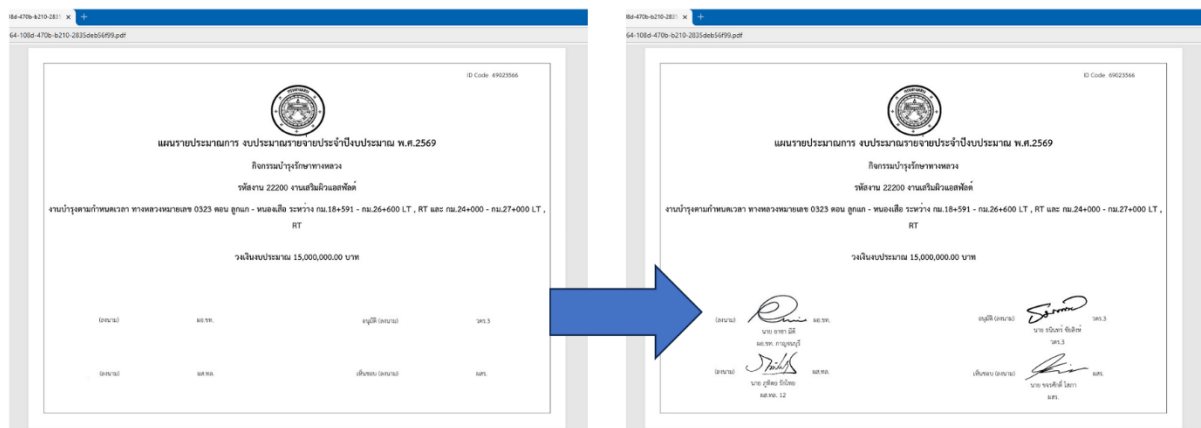 64-108d-470b-b210-2835deb56f99.pdf
ID Code 69023566
แผนรายประมาณการ งบประมาณรายจ่ายประจำปีงบประมาณ พ.ศ.2569
กิจกรรมบำรุงรักษาทางหลวง
รหัสงาน 22200 งานเสริมผิวแอสฟัลต์
งานบำรุงตามกำหนดเวลา ทางหลวงหมายเลข 0323 ตอน ลูกแก - หนองเสือ ระหว่าง กม.18+591 - กม.26+600 LT , RT และ กม.24+000 - กม.27+000 LT ,
RT
วงเงินงบประมาณ 15,000,000.00 บาท
(ลงนาม) ผอ.ขท. อนุมัติ (ลงนาม) วศว.3
(ลงนาม) ผส.ทล. เห็นชอบ (ลงนาม) ผสร.
64-108d-470b-b210-2835deb56f99.pdf
ID Code 69023566
แผนรายประมาณการ งบประมาณรายจ่ายประจำปีงบประมาณ พ.ศ.2569
กิจกรรมบำรุงรักษาทางหลวง
รหัสงาน 22200 งานเสริมผิวแอสฟัลต์
งานบำรุงตามกำหนดเวลา ทางหลวงหมายเลข 0323 ตอน ลูกแก - หนองเสือ ระหว่าง กม.18+591 - กม.26+600 LT , RT และ กม.24+000 - กม.27+000 LT ,
RT
วงเงินงบประมาณ 15,000,000.00 บาท
(ลงนาม) ผอ.ขท. อนุมัติ (ลงนาม)
ผอ.ขท. กาญจนบุรี
(ลงนาม) เห็นชอบ (ลงนาม)